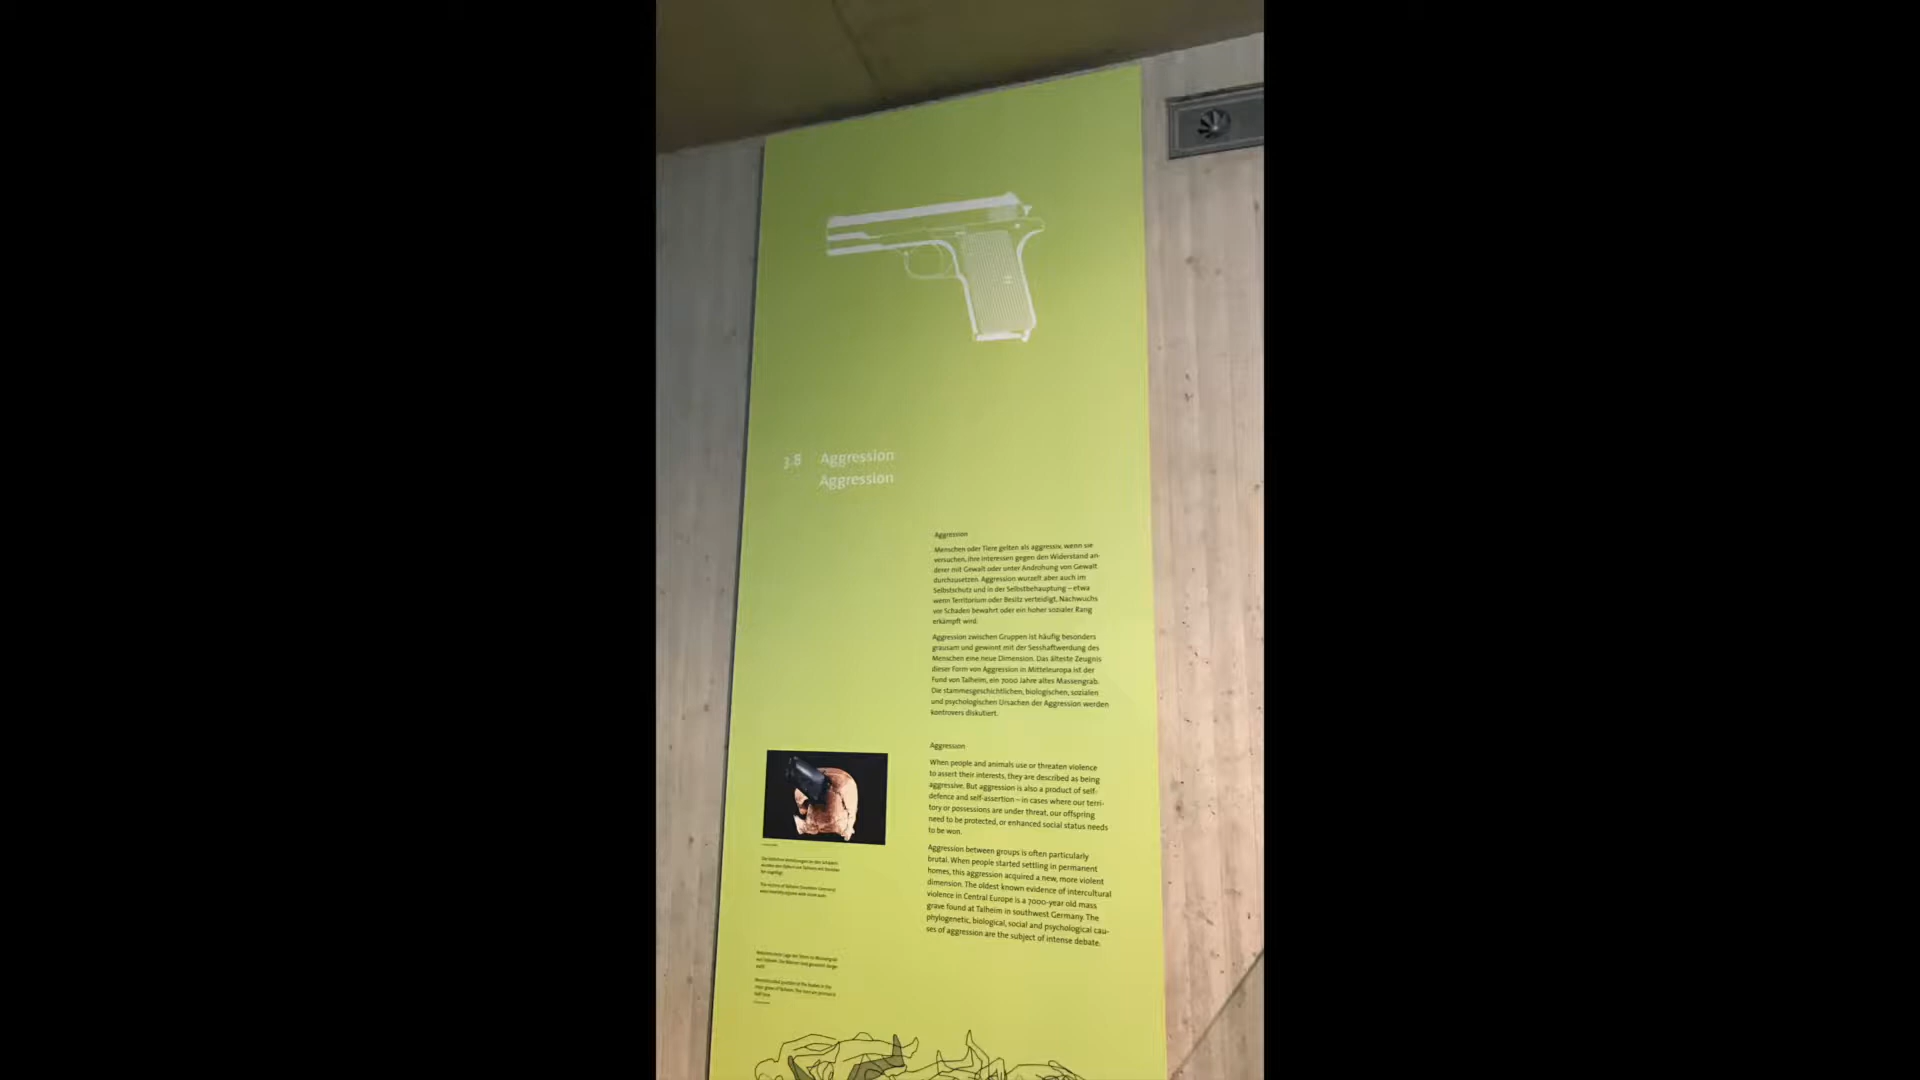 3.8 Aggression
Aggression
Aggression
Menschen oder Tiere gelten als aggressiv, wenn sie
versuchen, ihre Interessen gegen den Widerstand an-
derer mit Gewalt oder unter Androhung von Gewalt
durchzusetzen. Aggression wurzelt aber auch im
Selbstschutz und in der Selbstbehauptung – etwa
wenn Territorium oder Besitz verteidigt, Nachwuchs
vor Schaden bewahrt oder ein hoher sozialer Rang
erkämpft wird.
Aggression zwischen Gruppen ist häufig besonders
grausam und gewinnt mit der Sesshaftwerdung des
Menschen eine neue Dimension. Das älteste Zeugnis
dieser Form von Aggression in Mitteleuropa ist der
Fund von Talheim, ein 7000 Jahre altes Massengrab.
Die stammesgeschichtlichen, biologischen, sozialen
und psychologischen Ursachen der Aggression werden
kontrovers diskutiert.
Aggression
When people and animals use or threaten violence
to assert their interests, they are described as being
aggressive. But aggression is also a product of self-
defence and self-assertion – in cases where our terri-
tory or possessions are under threat, our offspring
need to be protected, or enhanced social status needs
to be won.
Aggression between groups is often particularly
brutal. When people started settling in permanent
homes, this aggression acquired a new, more violent
dimension. The oldest known evidence of intercultural
violence in Central Europe is a 7000-year old mass
grave found at Talheim in southwest Germany. The
phylogenetic, biological, social and psychological cau-
ses of aggression are the subject of intense debate.